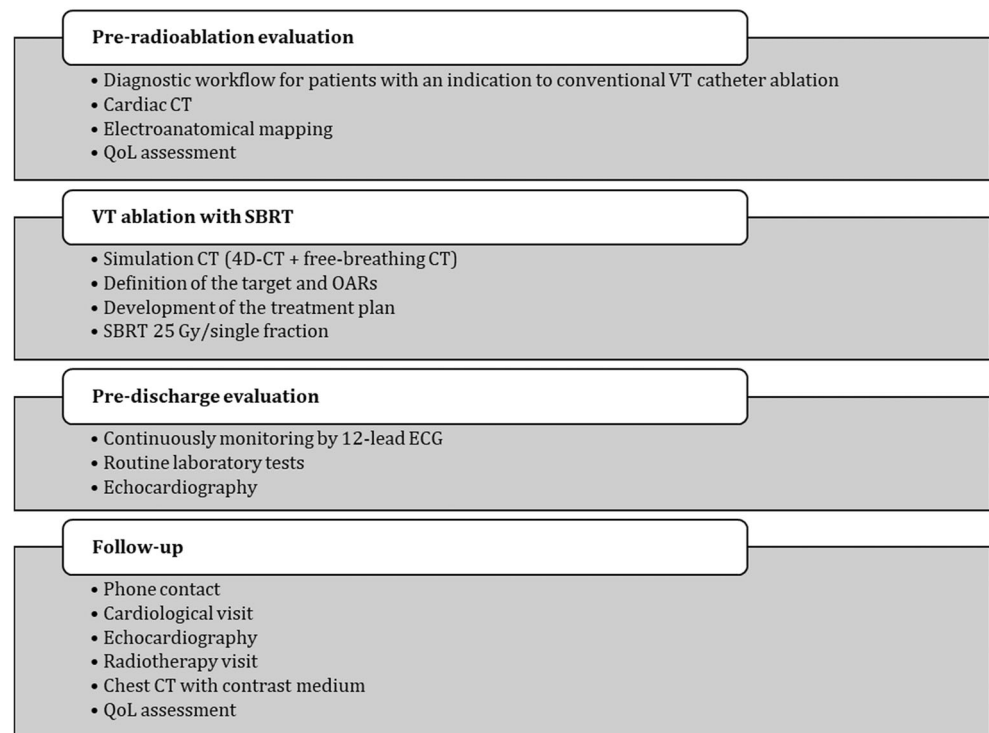 Pre-radioablation evaluation
• Diagnostic workflow for patients with an indication to conventional VT catheter ablation
• Cardiac CT
• Electroanatomical mapping
• QoL assessment
VT ablation with SBRT
• Simulation CT (4D-CT + free-breathing CT)
• Definition of the target and OARs
• Development of the treatment plan
• SBRT 25 Gy/single fraction
Pre-discharge evaluation
• Continuously monitoring by 12-lead ECG
• Routine laboratory tests
• Echocardiography
Follow-up
• Phone contact
• Cardiological visit
• Echocardiography
• Radiotherapy visit
• Chest CT with contrast medium
• QoL assessment